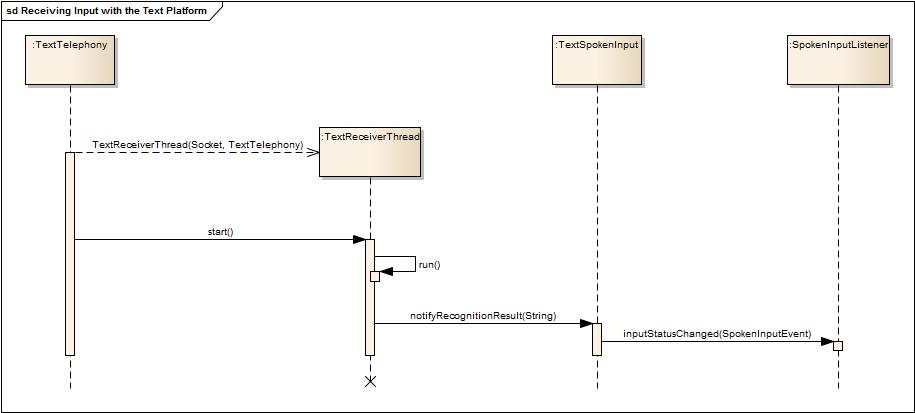 sd Receiving Input with the Text Platform
:TextTelephony
:TextSpokenInput
:SpokenInputListener
:TextReceiverThread
TextReceiverThread(Socket, TextTelephony)
start()
run()
notifyRecognitionResult(String)
inputStatusChanged(SpokenInputEvent)